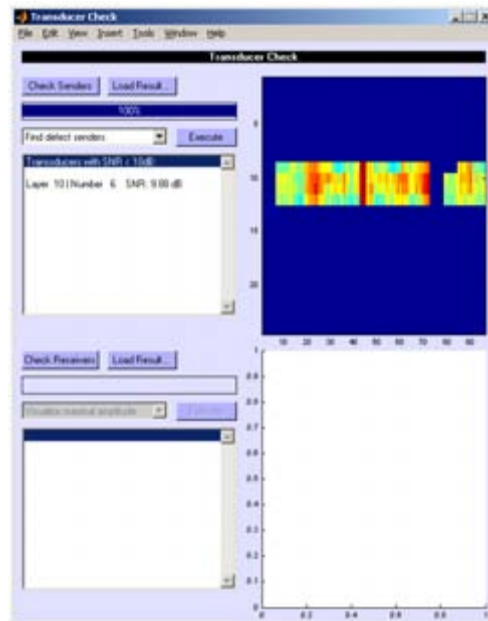 Transducer Check
File Edit View Insert Tools Window Help
Transducer Check
Check Senders Load Result...
100%
Find defect senders Execute
Transducers with SNR < 10dB:
Layer 10 | Number 6 SNR: 9.88 dB
5
10
15
20
10 20 30 40 50 60 70 80 90
Check Receivers Load Result...
Visualize maximal amplitude Execute
1
0.9
0.8
0.7
0.6
0.5
0.4
0.3
0.2
0.1
0
0 0.2 0.4 0.6 0.8 1